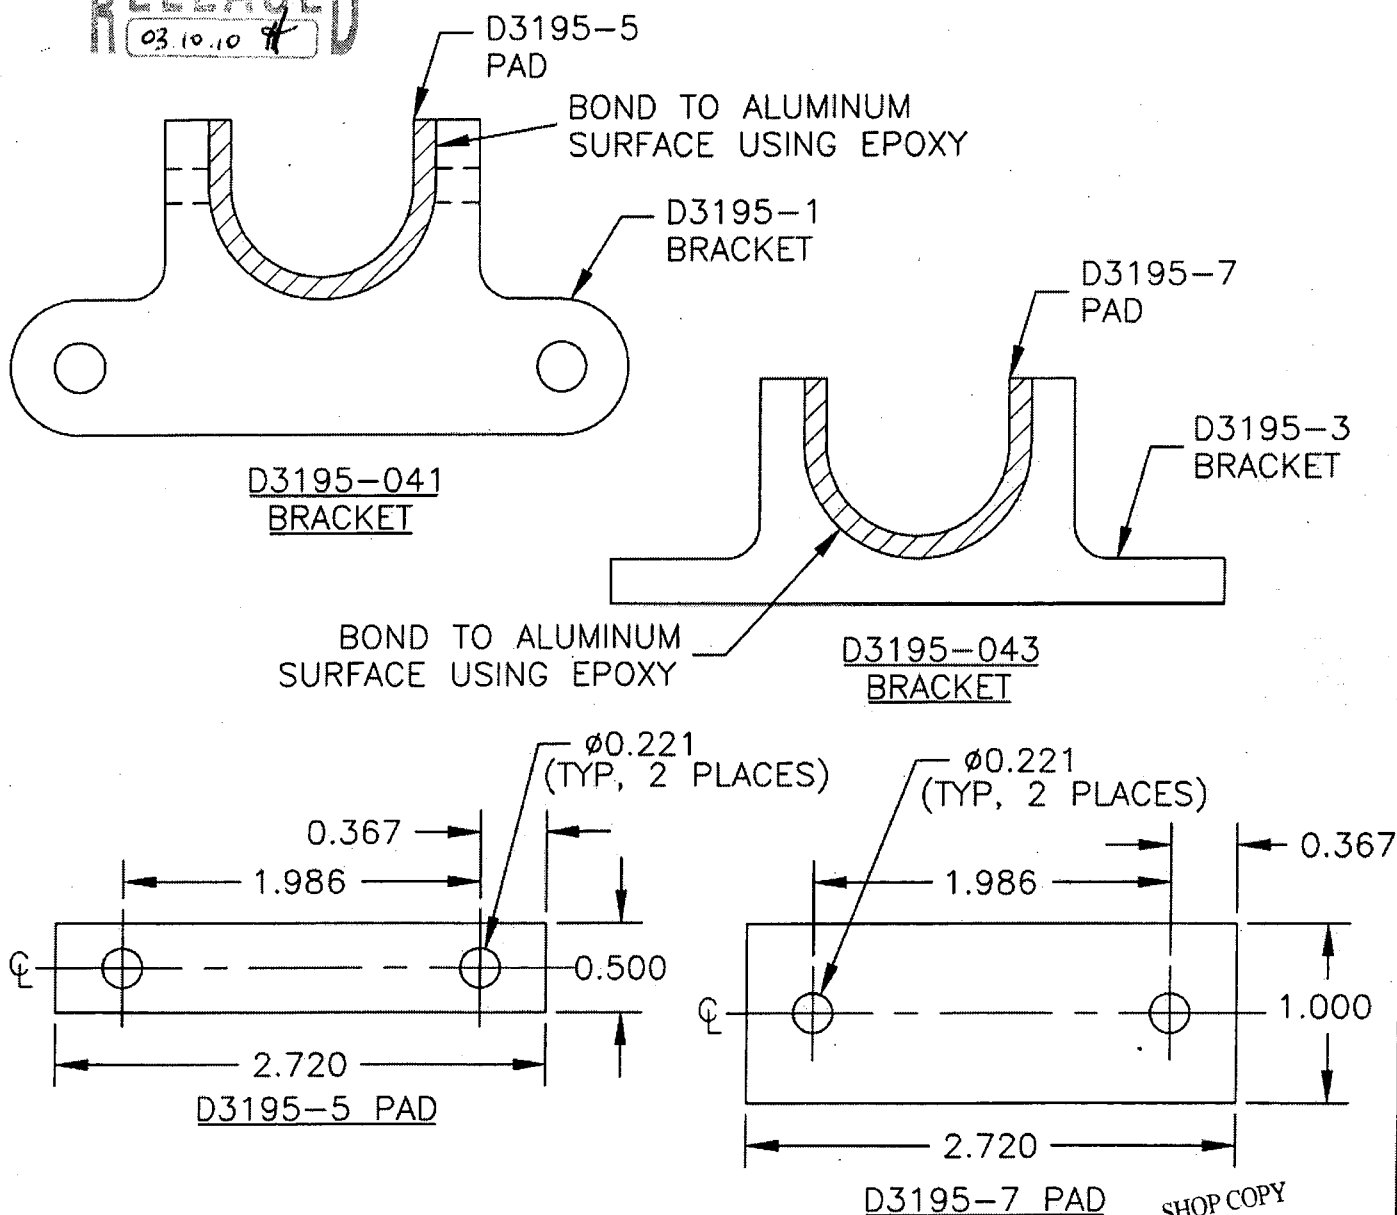 RELEASED
03.10.10
D3195-5
PAD
BOND TO ALUMINUM
SURFACE USING EPOXY
D3195-1
BRACKET
D3195-7
PAD
D3195-3
BRACKET
D3195-041
BRACKET
BOND TO ALUMINUM
SURFACE USING EPOXY
D3195-043
BRACKET
ø0.221
(TYP, 2 PLACES)
ø0.221
(TYP, 2 PLACES)
0.367
0.367
1.986
1.986
℄
0.500
℄
1.000
2.720
D3195-5 PAD
2.720
D3195-7 PAD
SHOP COPY